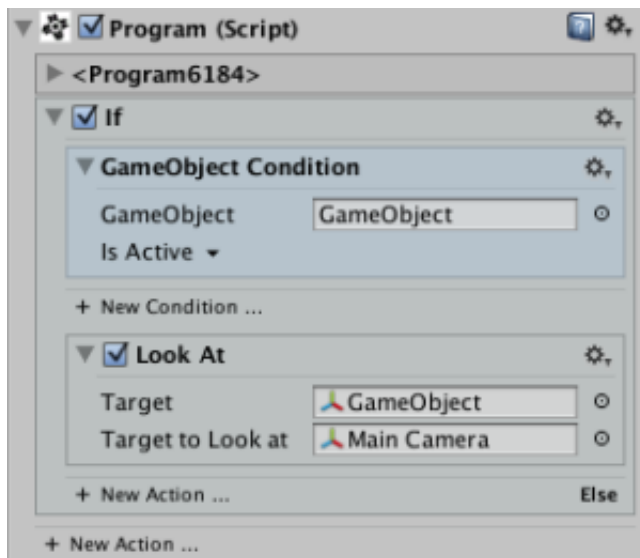 Program (Script)
<Program6184>
If
GameObject Condition
GameObject GameObject
Is Active
+ New Condition ...
Look At
Target GameObject
Target to Look at Main Camera
+ New Action ... Else
+ New Action ...